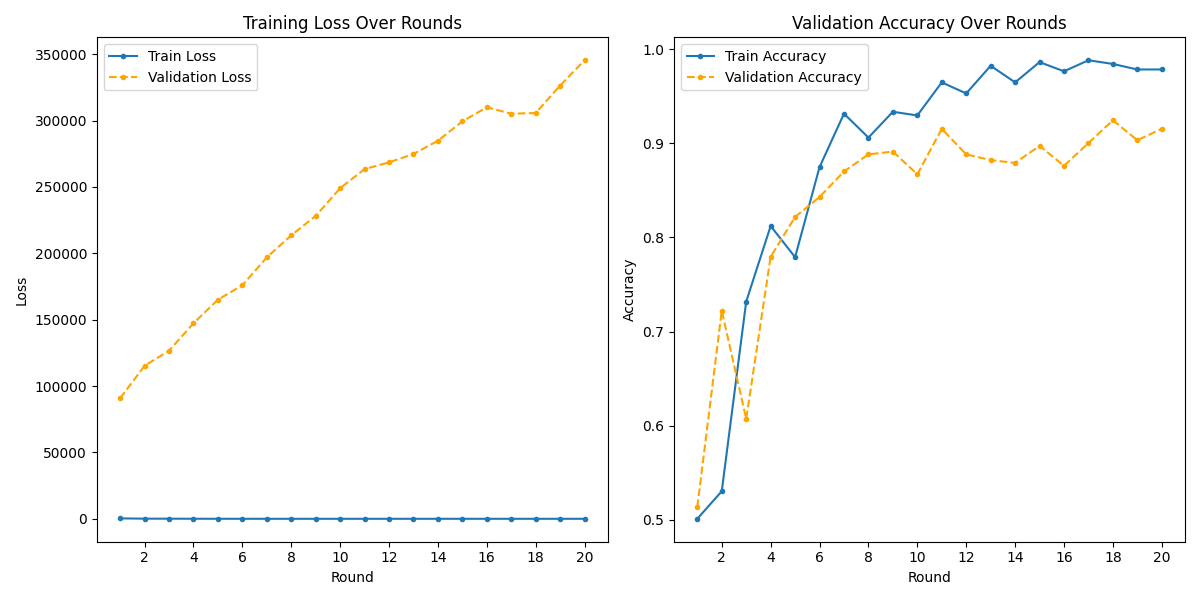 Training Loss Over Rounds
Train Loss
Validation Loss
350000
300000
250000
200000
150000
100000
50000
0
Loss
2 4 6 8 10 12 14 16 18 20
Round
Validation Accuracy Over Rounds
Train Accuracy
Validation Accuracy
1.0
0.9
0.8
0.7
0.6
0.5
Accuracy
2 4 6 8 10 12 14 16 18 20
Round